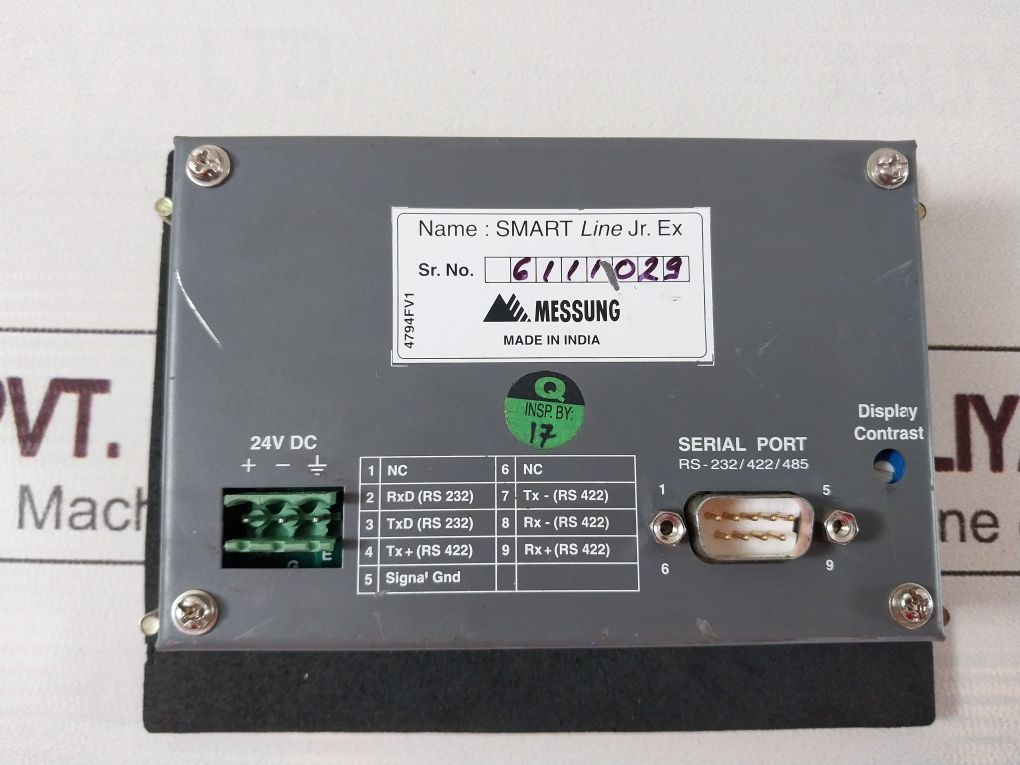 Name : SMART Line Jr. Ex
Sr. No. 6111029
MESSUNG
MADE IN INDIA
4794FV1
Q
INSP. BY:
17
24V DC
+ −
1 NC 6 NC
2 RxD (RS 232) 7 Tx - (RS 422)
3 TxD (RS 232) 8 Rx - (RS 422)
4 Tx + (RS 422) 9 Rx + (RS 422)
5 Signal Gnd
E
SERIAL PORT
RS - 232 / 422 / 485
1 5
6 9
Display
Contrast
PVT.
Mach
LIY
ne